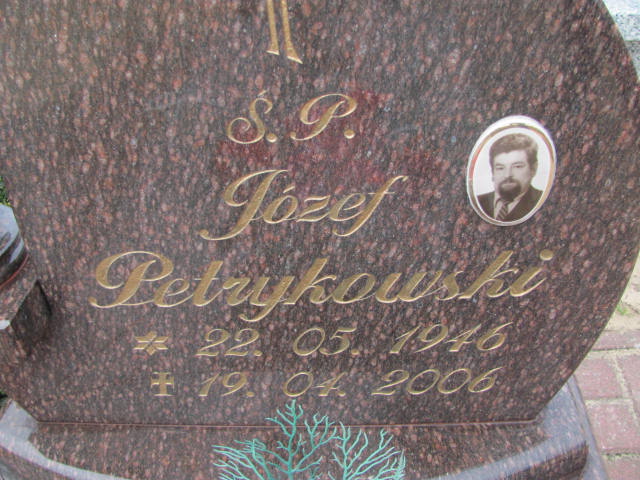 Ś. P.
Józef
Petrykowski
* 22. 05. 1946
✝ 19. 04. 2006